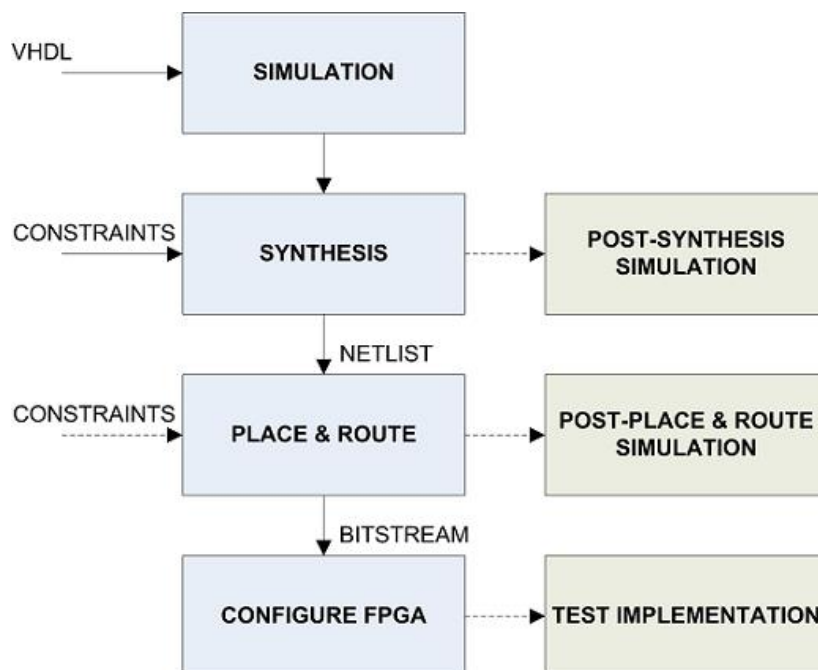 VHDL
SIMULATION
CONSTRAINTS
SYNTHESIS
POST-SYNTHESIS
SIMULATION
NETLIST
CONSTRAINTS
PLACE & ROUTE
POST-PLACE & ROUTE
SIMULATION
BITSTREAM
CONFIGURE FPGA
TEST IMPLEMENTATION